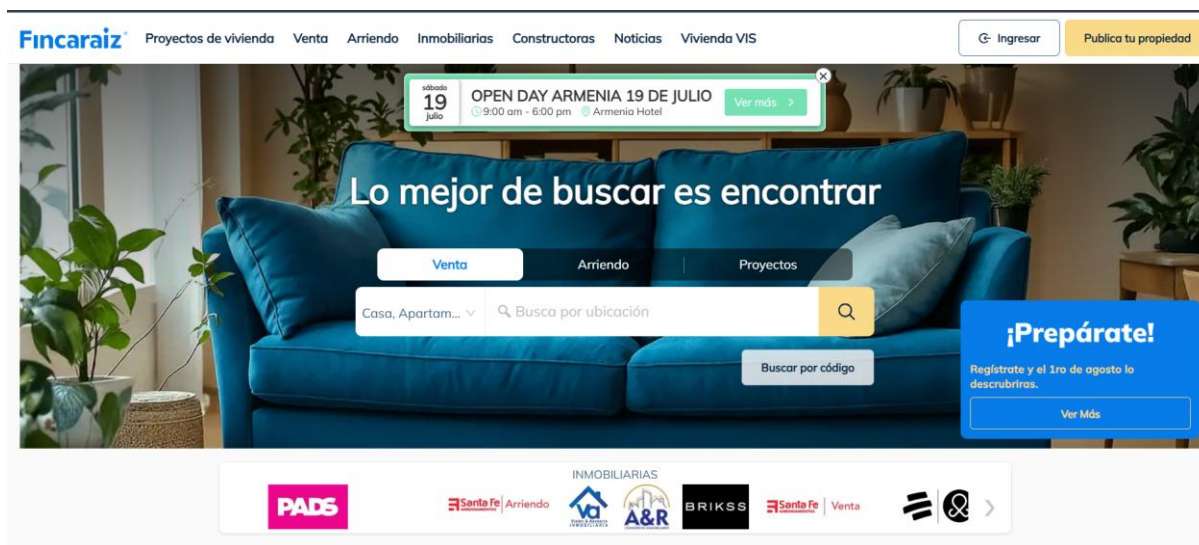 Fincaraiz
Proyectos de vivienda Venta Arriendo Inmobiliarias Constructoras Noticias Vivienda VIS
Ingresar
Publica tu propiedad
sábado
19
julio
OPEN DAY ARMENIA 19 DE JULIO
9:00 am - 6:00 pm Armenia Hotel
Ver más
Lo mejor de buscar es encontrar
Venta Arriendo Proyectos
Casa, Apartam... Busca por ubicación
Buscar por código
¡Prepárate!
Regístrate y el 1ro de agosto lo
descrubriras.
Ver Más
INMOBILIARIAS
PADS
Santa Fe Arriendo
va
INMOBILIARIA
A&R
BRIKSS
Santa Fe Venta